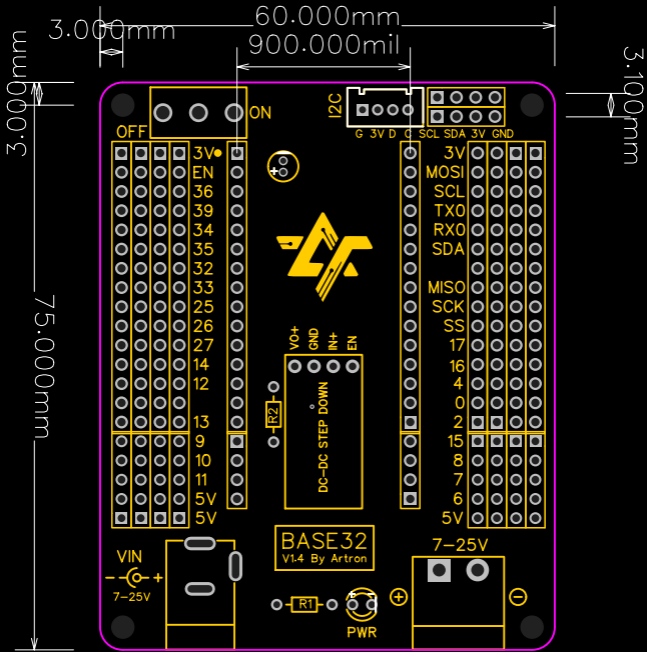 60.000mm
3.000mm
900.000mil
3.000mm
3.100mm
75.000mm
I2C
ON
OFF
G 3V D C SCL SDA 3V GND
3V
EN
36
39
34
35
32
33
25
26
27
14
12
13
9
10
11
5V
5V
3V
MOSI
SCL
TX0
RX0
SDA
MISO
SCK
SS
17
16
4
0
2
15
8
7
6
5V
VO+
GND
IN+
EN
DC-DC STEP DOWN
R2
+
BASE32
V1.4 By Artron
VIN
- +
7-25V
R1
PWR
7-25V
+ -